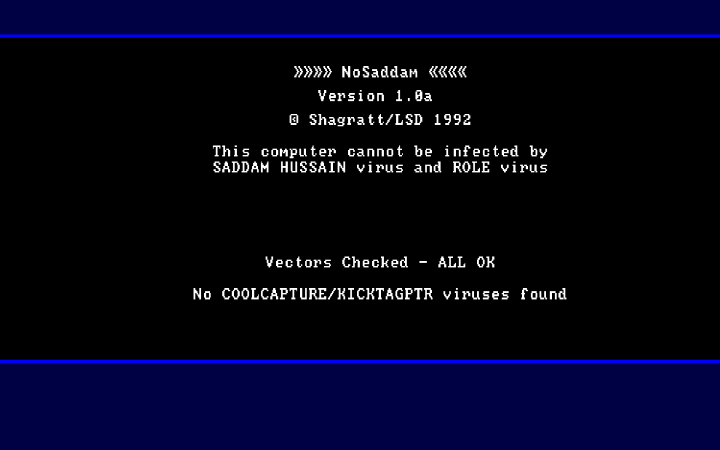 »»»» NoSaddam ««««
Version 1.0a
© Shagratt/LSD 1992
This computer cannot be infected by
SADDAM HUSSAIN virus and ROLE virus
Vectors Checked - ALL OK
No COOLCAPTURE/KICKTAGPTR viruses found